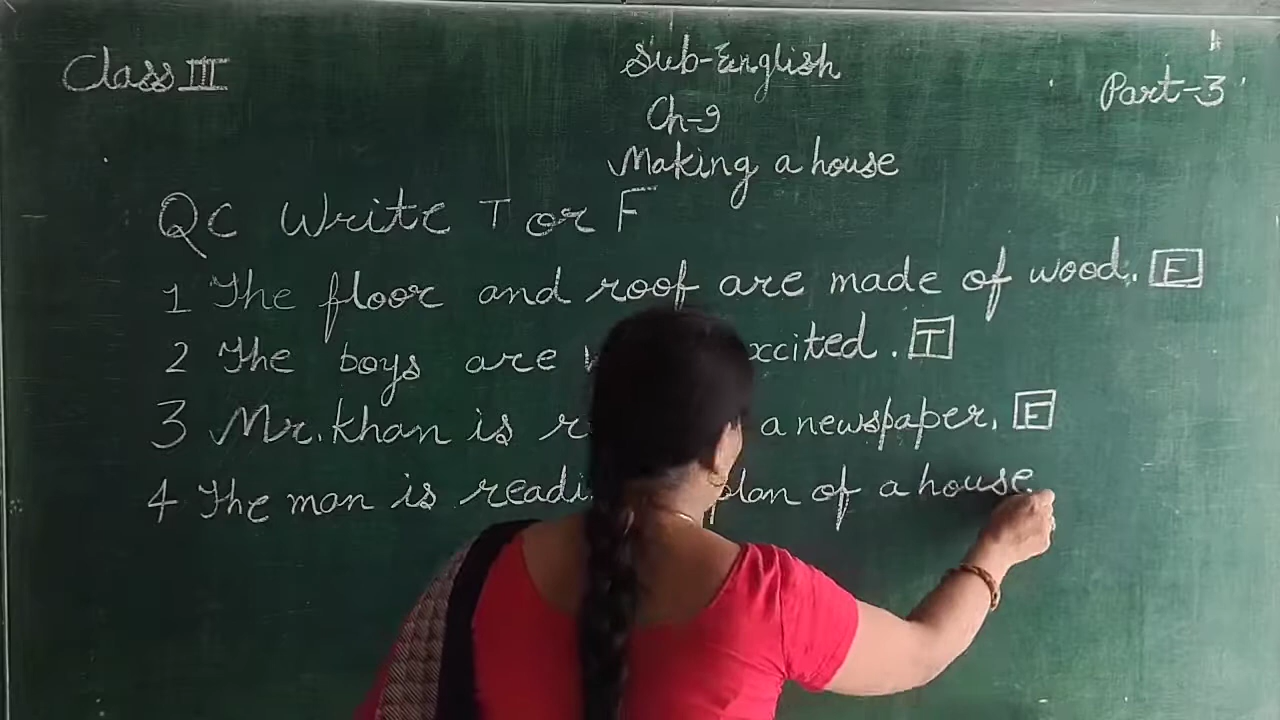 Class III
Sub-English
Part-3
Ch-9
Making a house
QC Write T or F
1 The floor and roof are made of wood. F
2 The boys are xcited. T
3 Mr. Khan is r a newspaper. F
4 The man is readi plan of a house